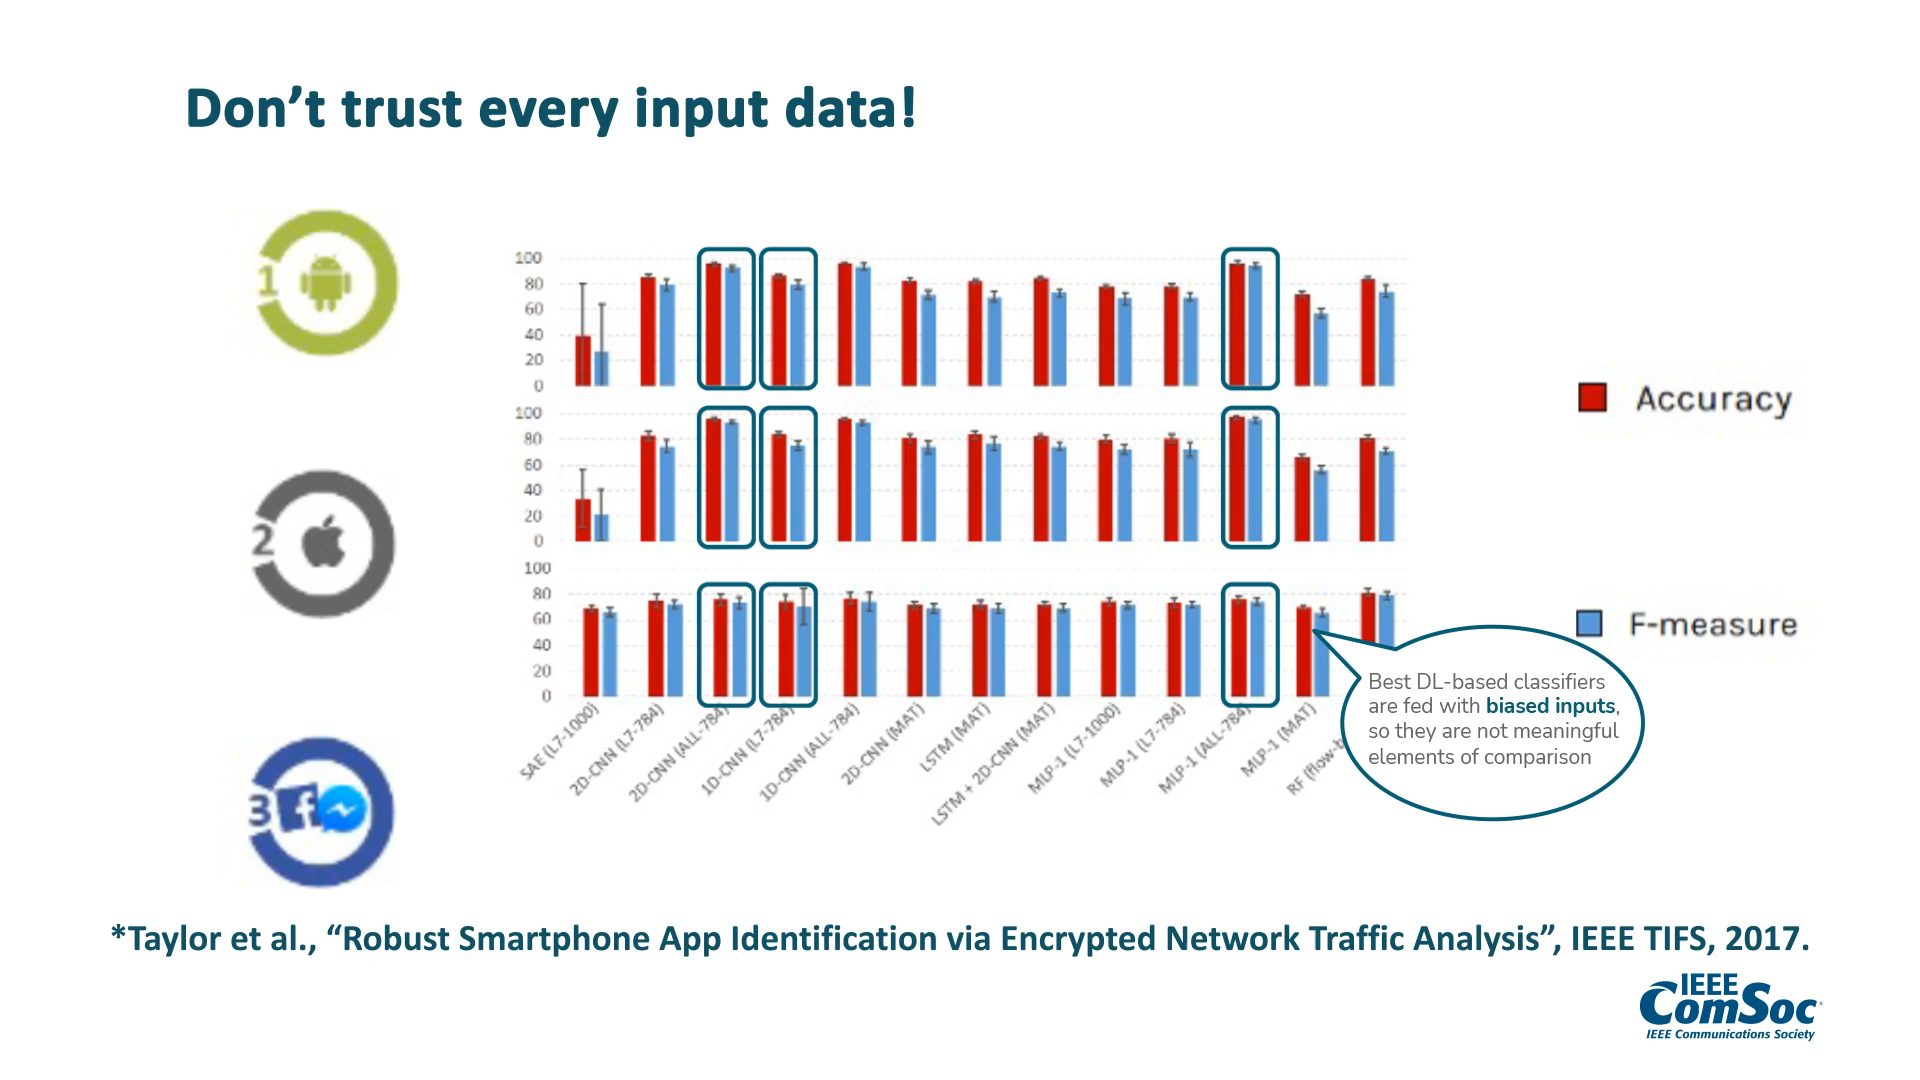 Don’t trust every input data!
1
2
3
100
80
60
40
20
0
100
80
60
40
20
0
100
80
60
40
20
0
SAE (L7-1000)
2D-CNN (L7-784)
2D-CNN (ALL-784)
1D-CNN (L7-784)
1D-CNN (ALL-784)
2D-CNN (MAT)
LSTM (MAT)
LSTM + 2D-CNN (MAT)
MLP-1 (L7-1000)
MLP-1 (L7-784)
MLP-1 (ALL-784)
MLP-1 (MAT)
RF (flow-b
Accuracy
F-measure
Best DL-based classifiers
are fed with biased inputs,
so they are not meaningful
elements of comparison
*Taylor et al., “Robust Smartphone App Identification via Encrypted Network Traffic Analysis”, IEEE TIFS, 2017.
IEEE
ComSoc
IEEE Communications Society